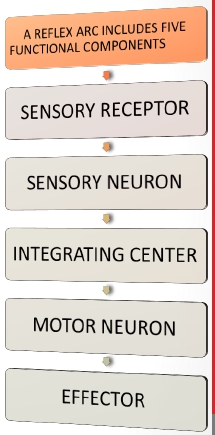 A REFLEX ARC INCLUDES FIVE
FUNCTIONAL COMPONENTS
SENSORY RECEPTOR
SENSORY NEURON
INTEGRATING CENTER
MOTOR NEURON
EFFECTOR